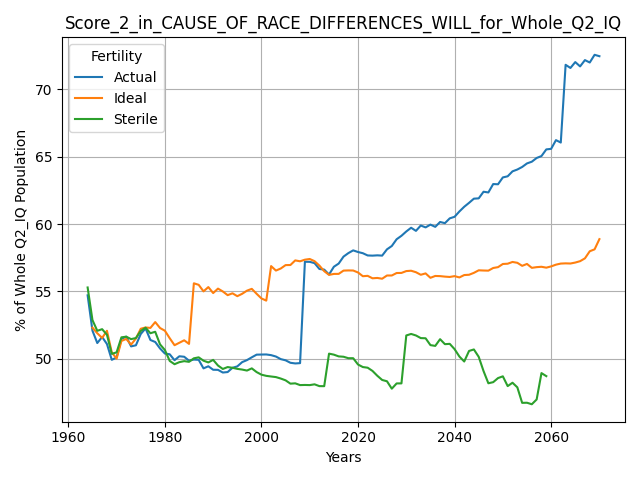 Score_2_in_CAUSE_OF_RACE_DIFFERENCES_WILL_for_Whole_Q2_IQ
Fertility
Actual
Ideal
Sterile
% of Whole Q2_IQ Population
70
65
60
55
50
1960
1980
2000
2020
2040
2060
Years